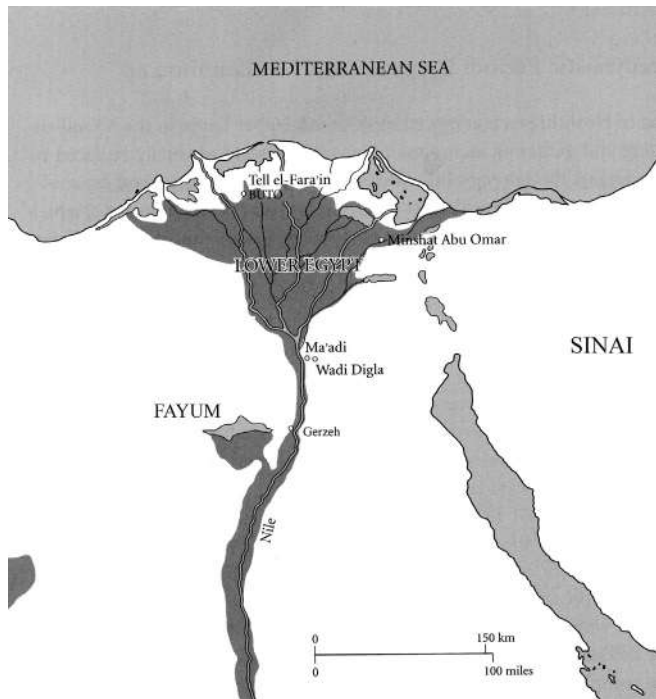 MEDITERRANEAN SEA
Tell el-Fara'in
BUTO
Minshat Abu Omar
LOWER EGYPT
Ma'adi
Wadi Digla
SINAI
FAYUM
Gerzeh
Nile
0 150 km
0 100 miles